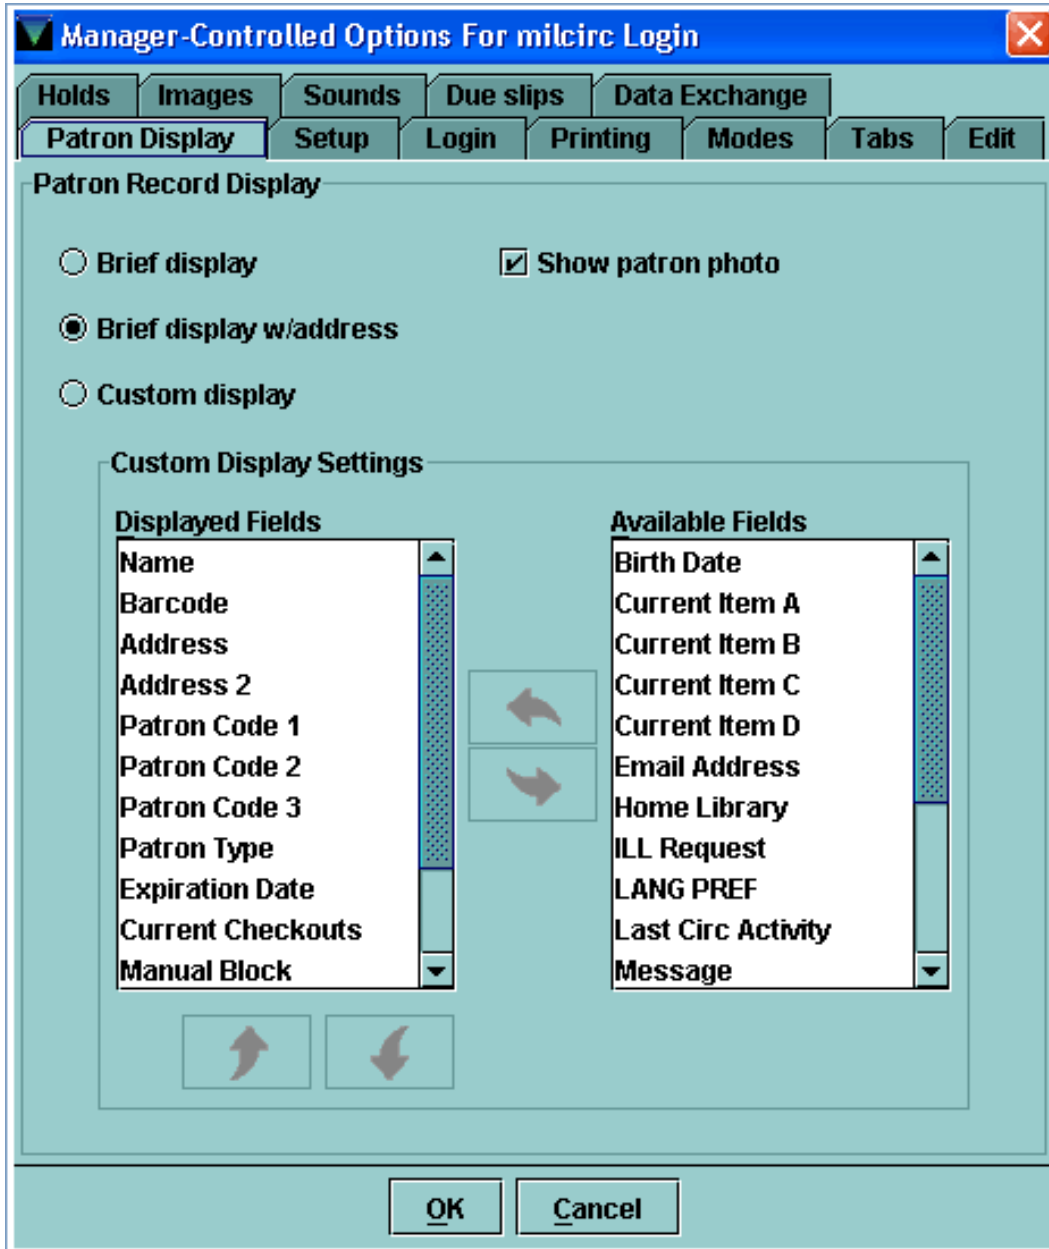 Manager-Controlled Options For milcirc Login
Holds Images Sounds Due slips Data Exchange
Patron Display Setup Login Printing Modes Tabs Edit
Patron Record Display
Brief display
Show patron photo
Brief display w/address
Custom display
Custom Display Settings
Displayed Fields
Name
Barcode
Address
Address 2
Patron Code 1
Patron Code 2
Patron Code 3
Patron Type
Expiration Date
Current Checkouts
Manual Block
Available Fields
Birth Date
Current Item A
Current Item B
Current Item C
Current Item D
Email Address
Home Library
ILL Request
LANG PREF
Last Circ Activity
Message
OK Cancel